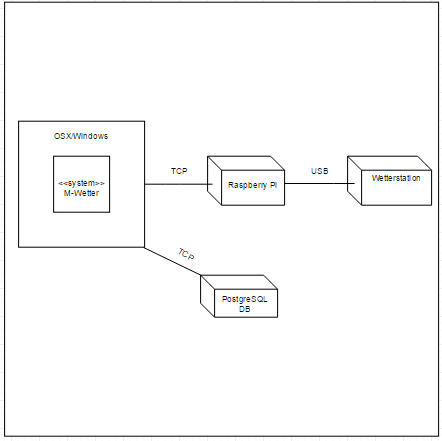 OSX/Windows
<<system>>
M-Wetter
TCP
Raspberry Pi
USB
Wetterstation
TCP
PostgreSQL
DB